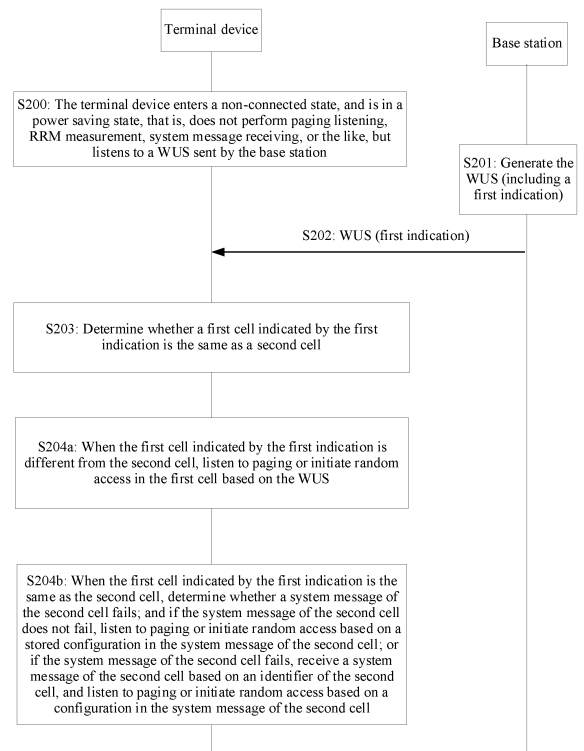 Terminal device
Base station
S200: The terminal device enters a non-connected state, and is in a
power saving state, that is, does not perform paging listening,
RRM measurement, system message receiving, or the like, but
listens to a WUS sent by the base station
S201: Generate the
WUS (including a
first indication)
S202: WUS (first indication)
S203: Determine whether a first cell indicated by the first
indication is the same as a second cell
S204a: When the first cell indicated by the first indication is
different from the second cell, listen to paging or initiate random
access in the first cell based on the WUS
S204b: When the first cell indicated by the first indication is the
same as the second cell, determine whether a system message of
the second cell fails; and if the system message of the second cell
does not fail, listen to paging or initiate random access based on a
stored configuration in the system message of the second cell; or
if the system message of the second cell fails, receive a system
message of the second cell based on an identifier of the second
cell, and listen to paging or initiate random access based on a
configuration in the system message of the second cell